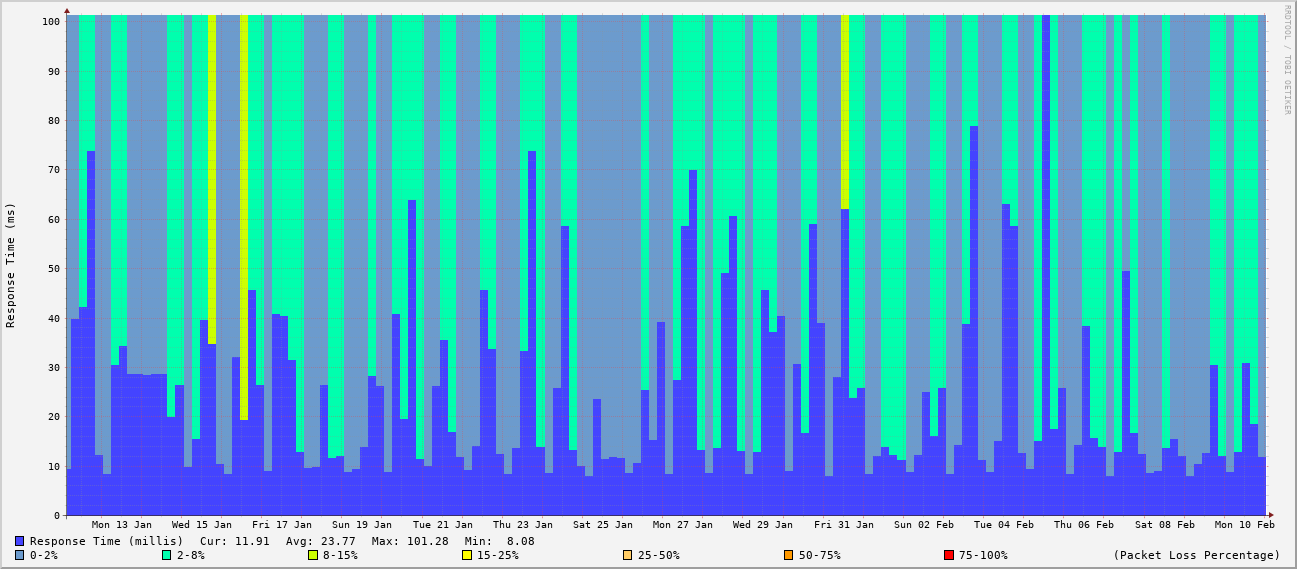 RRDTOOL / TOBI OETIKER
Response Time (ms)
100
90
80
70
60
50
40
30
20
10
0
Mon 13 Jan Wed 15 Jan Fri 17 Jan Sun 19 Jan Tue 21 Jan Thu 23 Jan Sat 25 Jan Mon 27 Jan Wed 29 Jan Fri 31 Jan Sun 02 Feb Tue 04 Feb Thu 06 Feb Sat 08 Feb Mon 10 Feb
Response Time (millis) Cur: 11.91 Avg: 23.77 Max: 101.28 Min: 8.08
0-2% 2-8% 8-15% 15-25% 25-50% 50-75% 75-100% (Packet Loss Percentage)